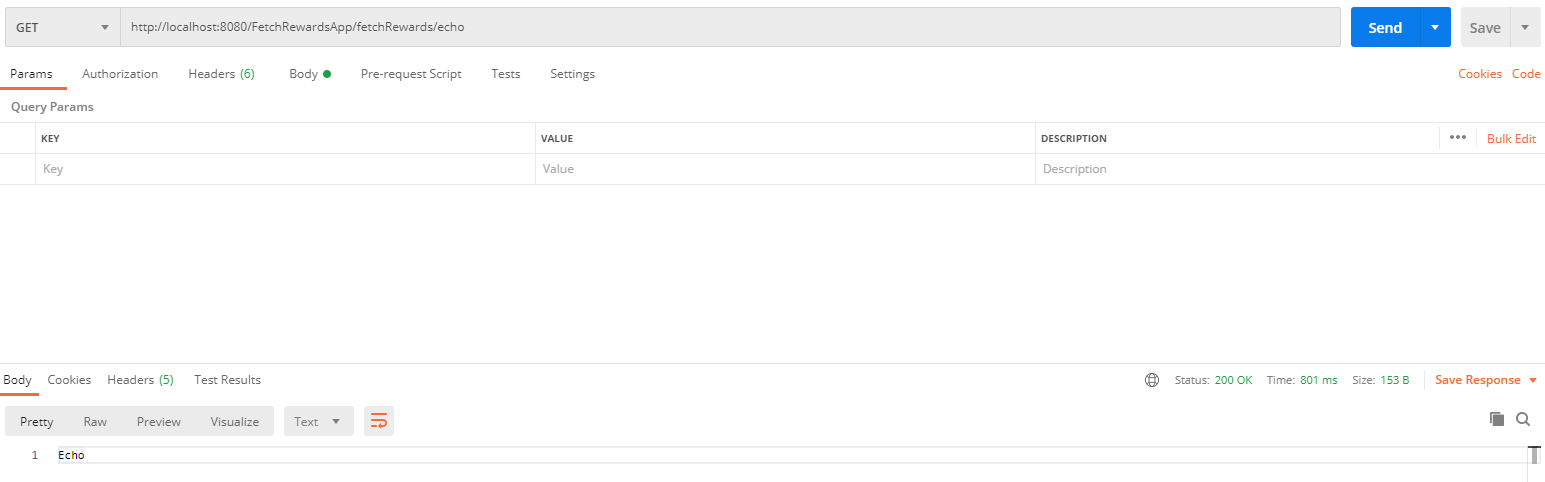 GET http://localhost:8080/FetchRewardsApp/fetchRewards/echo Send Save
Params Authorization Headers (6) Body Pre-request Script Tests Settings Cookies Code
Query Params
KEY VALUE DESCRIPTION ••• Bulk Edit
Key Value Description
Body Cookies Headers (5) Test Results Status: 200 OK Time: 801 ms Size: 153 B Save Response
Pretty Raw Preview Visualize Text
1 Echo